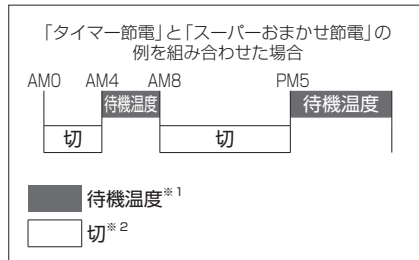 「タイマー節電」と「スーパーおまかせ節電」の
例を組み合わせた場合
AM0 AM4 AM8 PM5
待機温度 待機温度
切 切
待機温度※1
切※2